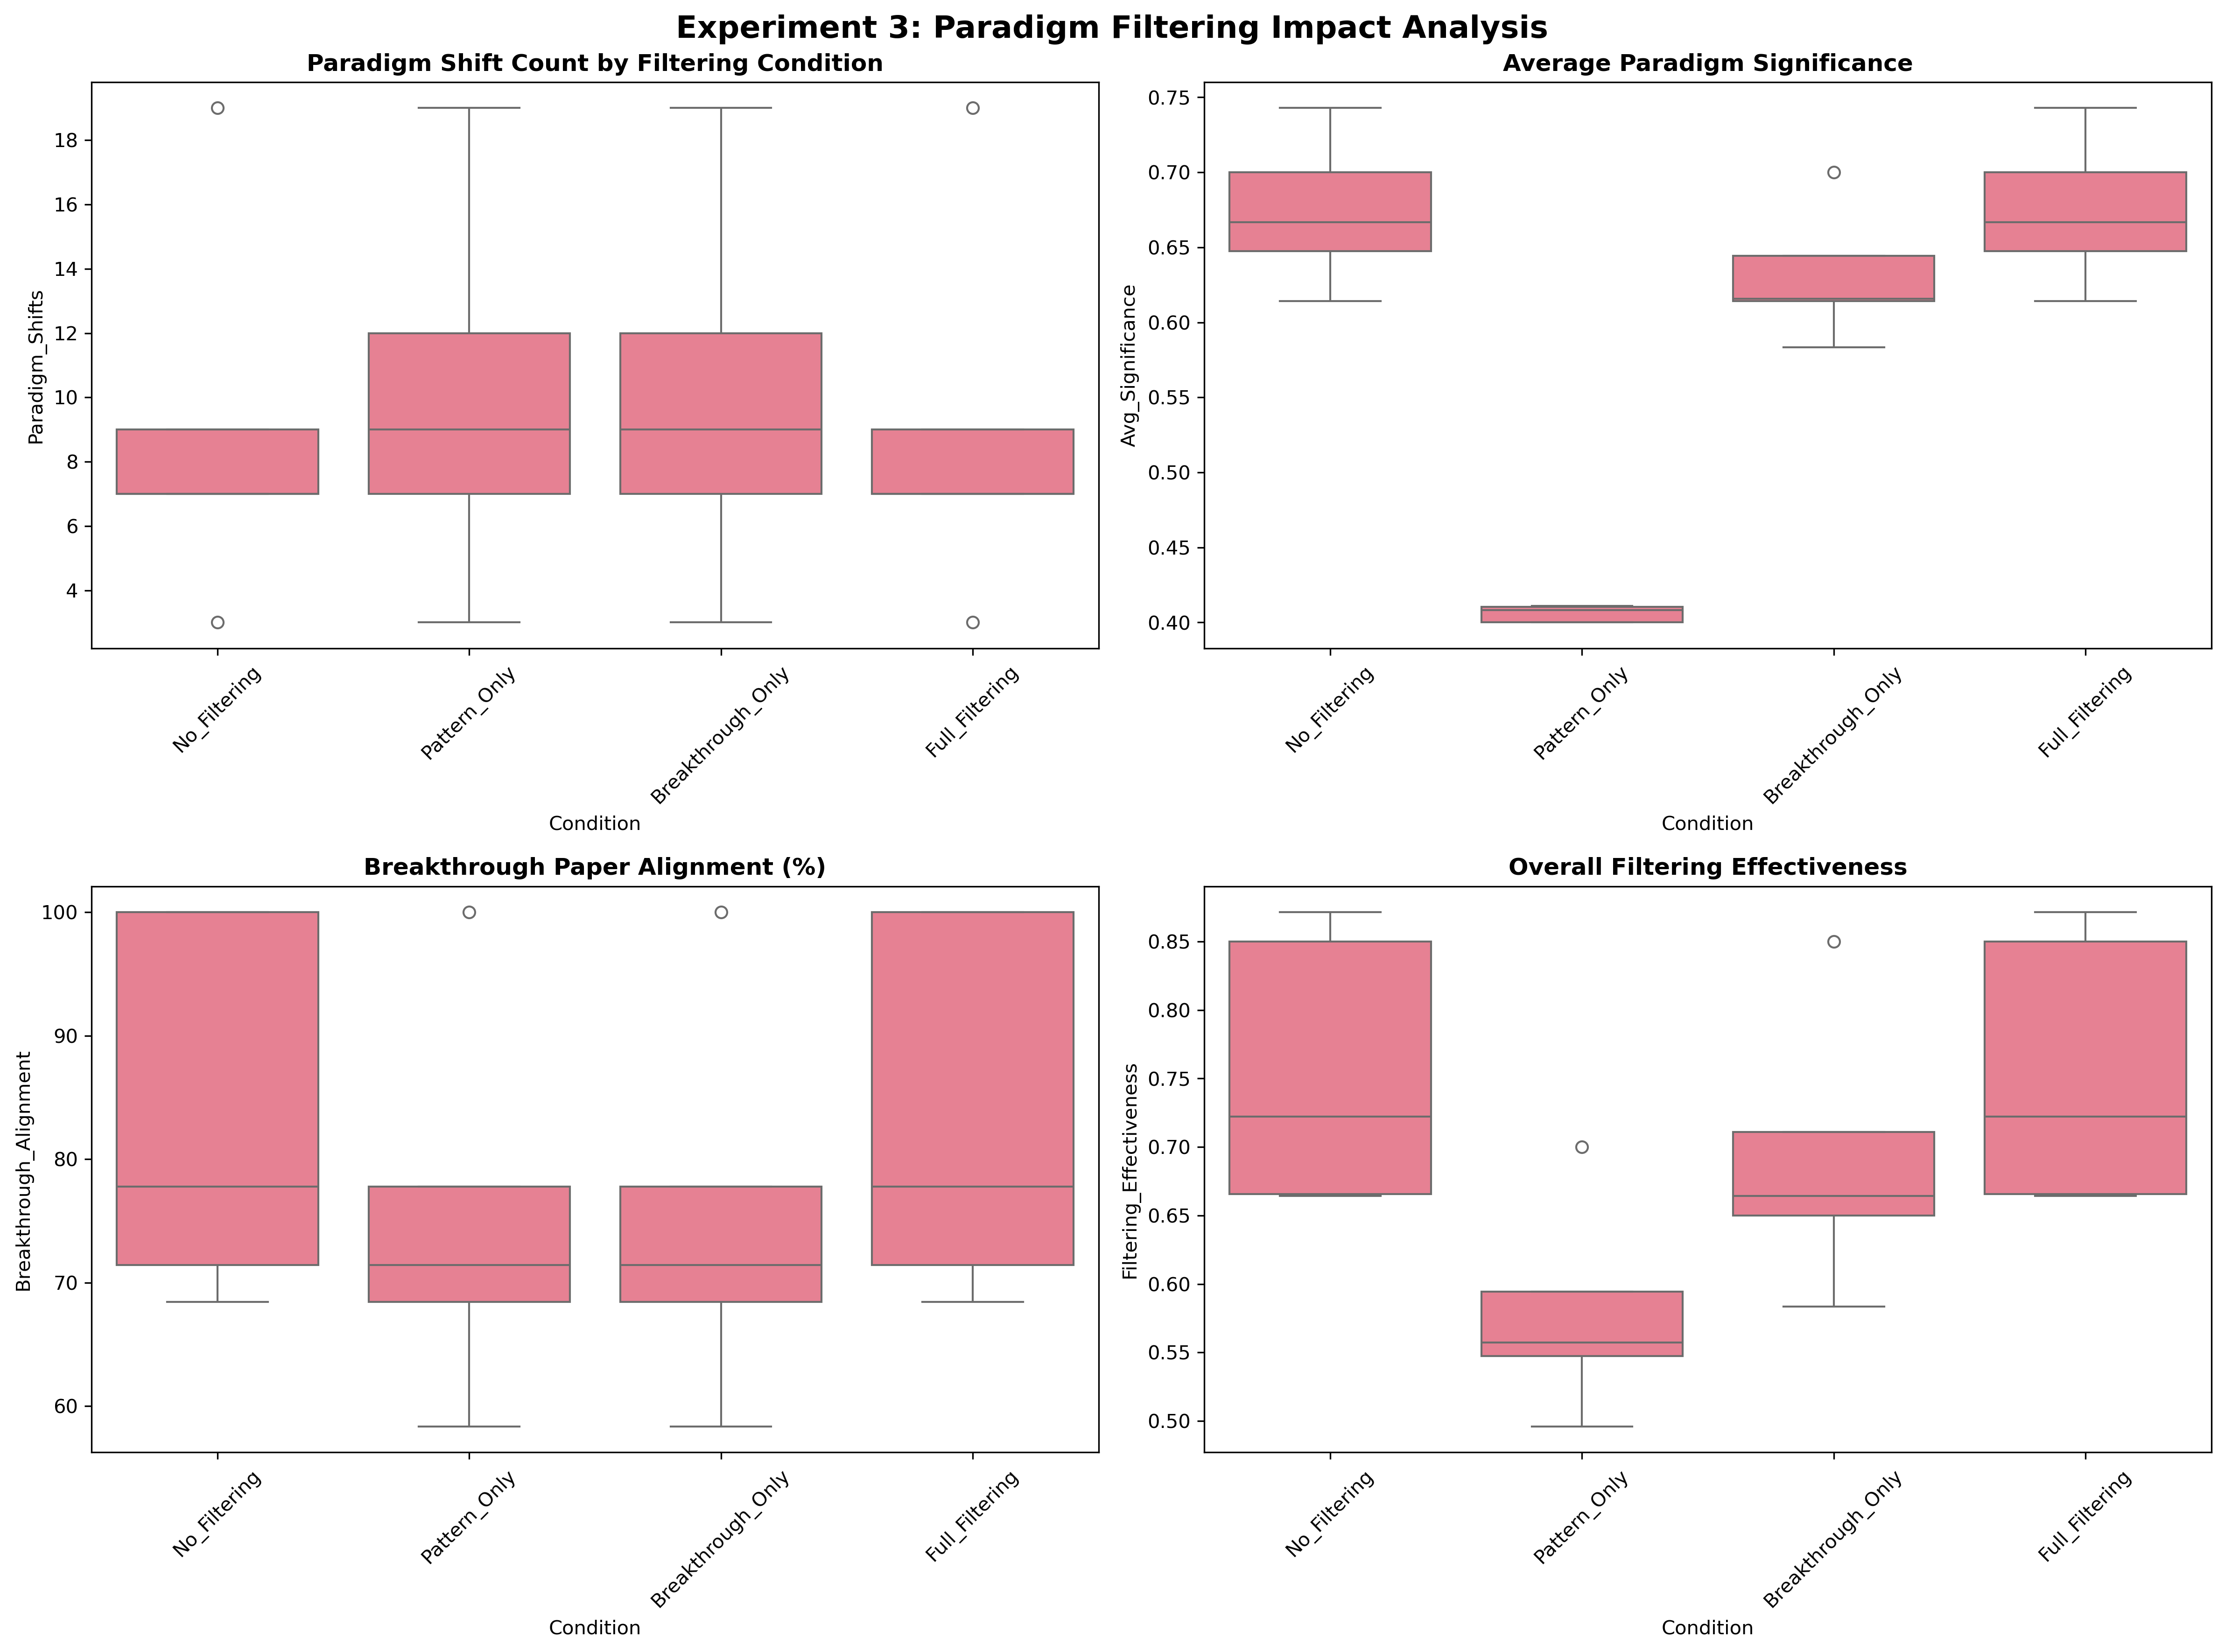 Experiment 3: Paradigm Filtering Impact Analysis
Paradigm Shift Count by Filtering Condition
Paradigm_Shifts
18
16
14
12
10
8
6
4
No_Filtering
Pattern_Only
Breakthrough_Only
Full_Filtering
Condition
Average Paradigm Significance
Avg_Significance
0.75
0.70
0.65
0.60
0.55
0.50
0.45
0.40
No_Filtering
Pattern_Only
Breakthrough_Only
Full_Filtering
Condition
Breakthrough Paper Alignment (%)
Breakthrough_Alignment
100
90
80
70
60
No_Filtering
Pattern_Only
Breakthrough_Only
Full_Filtering
Condition
Overall Filtering Effectiveness
Filtering_Effectiveness
0.85
0.80
0.75
0.70
0.65
0.60
0.55
0.50
No_Filtering
Pattern_Only
Breakthrough_Only
Full_Filtering
Condition